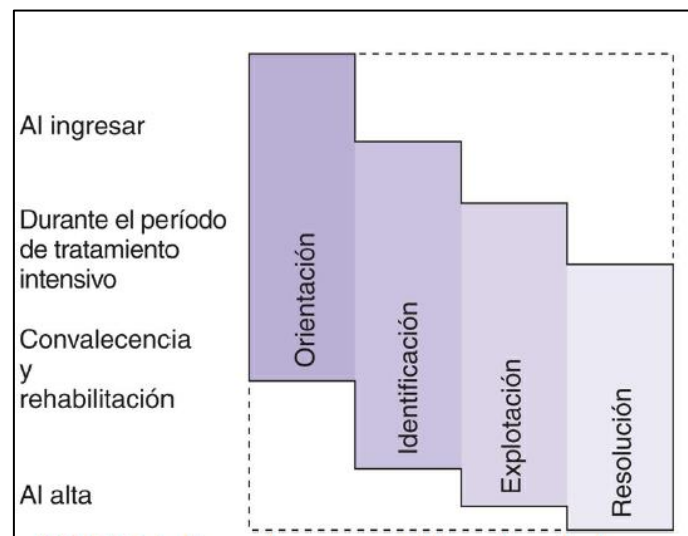 Al ingresar
Durante el período
de tratamiento
intensivo
Convalecencia
y
rehabilitación
Al alta
Orientación
Identificación
Explotación
Resolución